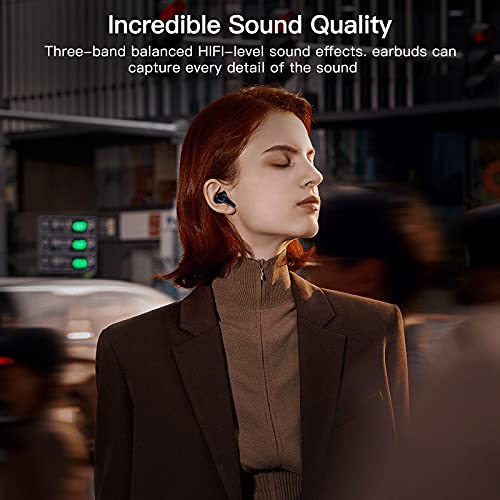 Incredible Sound Quality
Three-band balanced HIFI-level sound effects. earbuds can
capture every detail of the sound